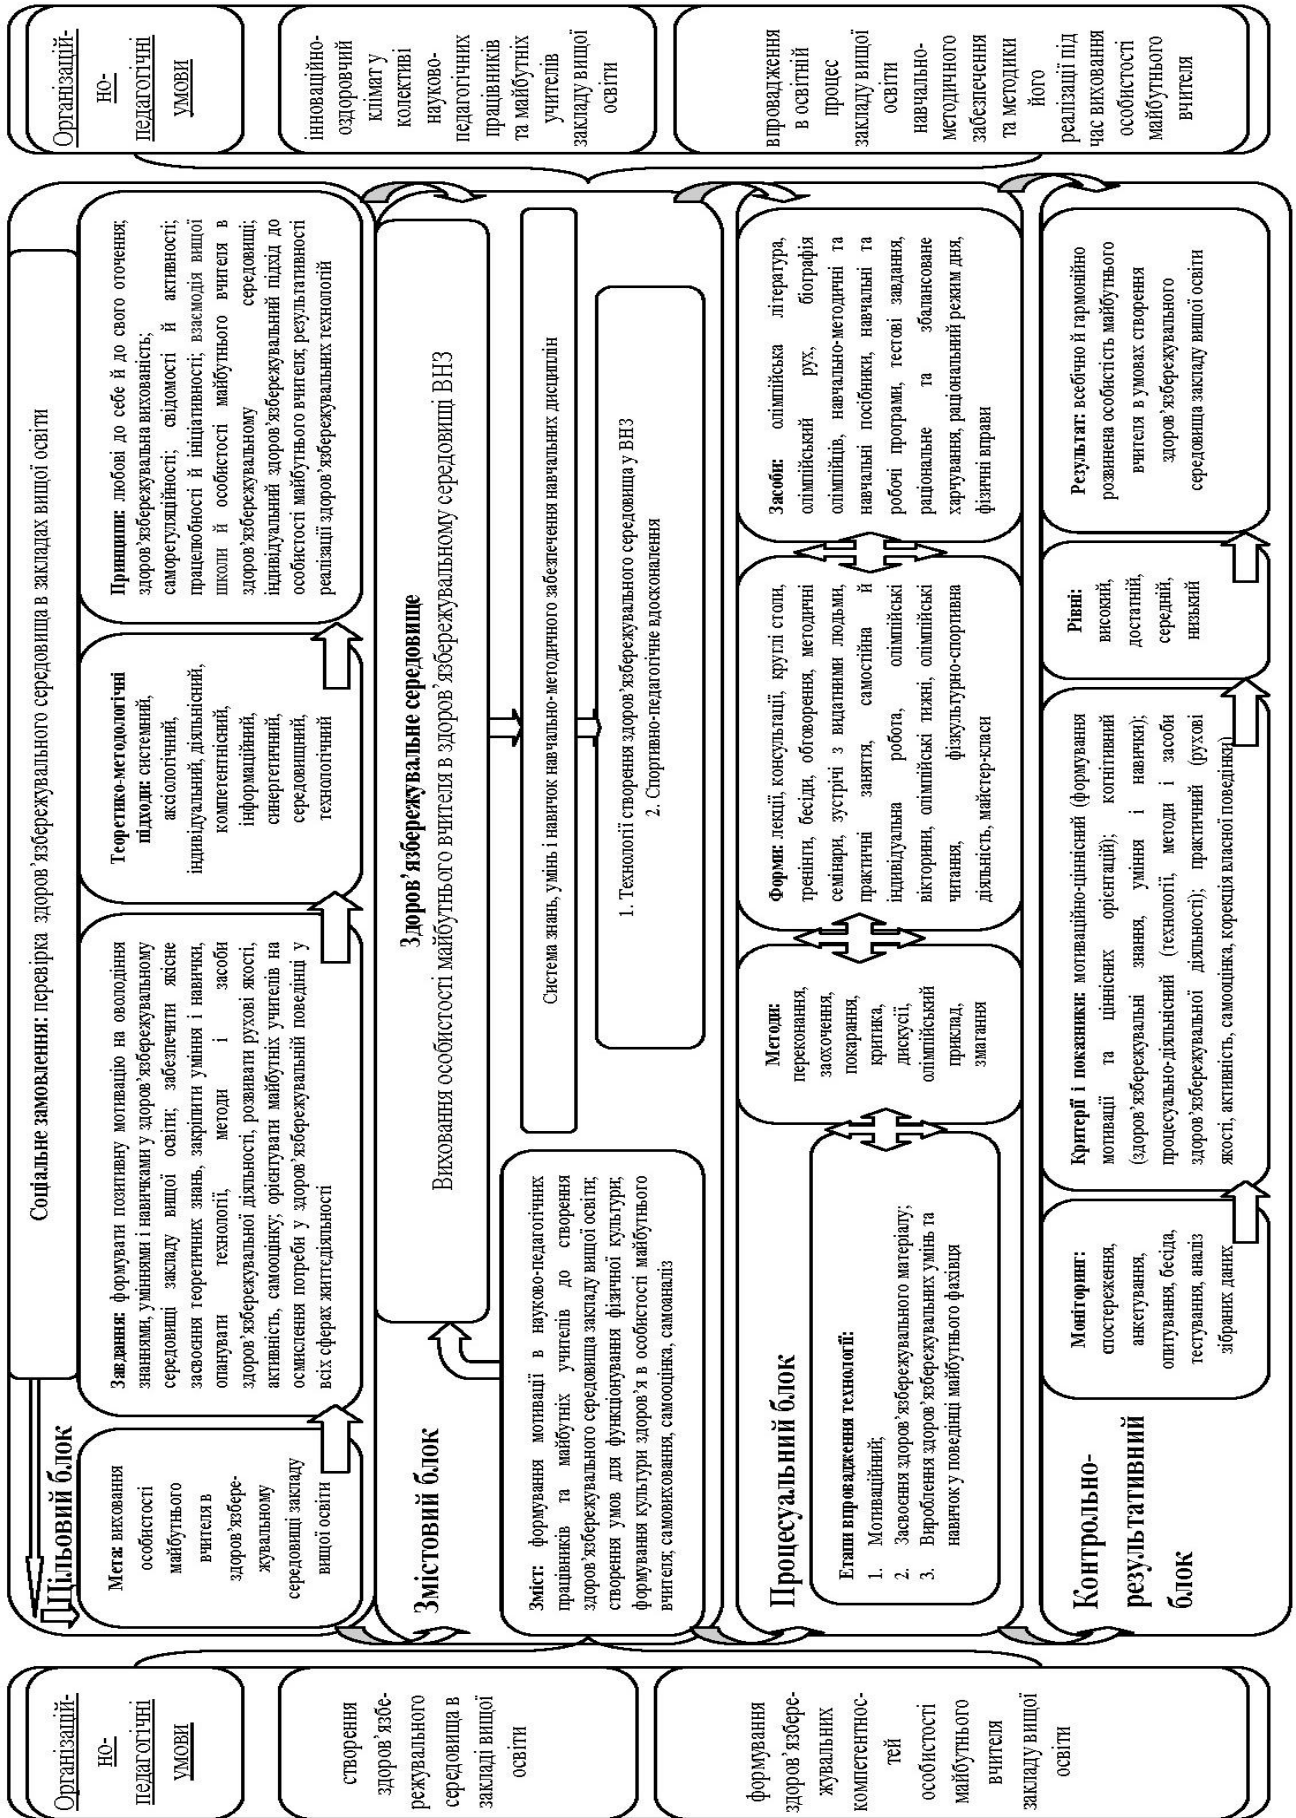 Соціальне замовлення: перевірка здоров'язбережувального середовища в закладах вищої освіти
Організацій-
но-
педагогічні
умови
створення
здоров'язбе-
режувального
середовища в
закладі вищої
освіти
формування
здоров'язбере-
жувальних
компетентнос-
тей
особистості
майбутнього
вчителя
закладу вищої
освіти
Цільовий блок
Мета: виховання
особистості
майбутнього
вчителя в
здоров'язбере-
жувальному
середовищі закладу
вищої освіти
Завдання: формувати позитивну мотивацію на оволодіння
знаннями, уміннями і навичками у здоров'язбережувальному
середовищі закладу вищої освіти; забезпечити якісне
засвоєння теоретичних знань, закріпити уміння і навички,
опанувати технології, методи і засоби
здоров'язбережувальної діяльності, розвивати рухові якості,
активність, самооцінку; орієнтувати майбутніх учителів на
осмислення потреби у здоров'язбережувальній поведінці у
всіх сферах життєдіяльності
Теоретико-методологічні
підходи: системний,
аксіологічний,
індивідуальний, діяльнісний,
компетентнісний,
інформаційний,
синергетичний,
середовищний,
технологічний
Принципи: любові до себе й до свого оточення;
здоров'язбережувальна вихованість;
саморегуляційності; свідомості й активності;
працелюбності й ініціативності; взаємодія вищої
школи й особистості майбутнього вчителя в
здоров'язбережувальному середовищі;
індивідуальний здоров'язбережувальний підхід до
особистості майбутнього вчителя; результативності
реалізації здоров'язбережувальних технологій
Змістовий блок
Здоров'язбережувальне середовище
Виховання особистості майбутнього вчителя в здоров'язбережувальному середовищі ВНЗ
Зміст: формування мотивації в науково-педагогічних
працівників та майбутніх учителів до створення
здоров'язбережувального середовища закладу вищої освіти;
створення умов для функціонування фізичної культури;
формування культури здоров'я в особистості майбутнього
вчителя; самовиховання, самооцінка, самоаналіз
Система знань, умінь і навичок навчально-методичного забезпечення навчальних дисциплін
1. Технології створення здоров'язбережувального середовища у ВНЗ
2. Спортивно-педагогічне вдосконалення
Процесуальний блок
Етапи впровадження технології:
1. Мотиваційний;
2. Засвоєння здоров'язбережувального матеріалу;
3. Вироблення здоров'язбережувальних умінь та
навичок у поведінці майбутнього фахівця
Методи:
переконання,
заохочення,
покарання,
критика,
дискусії,
олімпійський
приклад,
змагання
Форми: лекції, консультації, круглі столи,
тренінги, бесіди, обговорення, методичні
семінари, зустрічі з видатними людьми,
практичні заняття, самостійна й
індивідуальна робота, олімпійські
вікторини, олімпійські тижні, олімпійські
читання, фізкультурно-спортивна
діяльність, майстер-класи
Засоби: олімпійська література,
олімпійський рух, біографія
олімпійців, навчально-методичні та
навчальні посібники, навчальні та
робочі програми, тестові завдання,
раціональне та збалансоване
харчування, раціональний режим дня,
фізичні вправи
Контрольно-
результативний
блок
Моніторинг:
спостереження,
анкетування,
опитування, бесіда,
тестування, аналіз
зібраних даних
Критерії і показники: мотиваційно-ціннісний (формування
мотивації та ціннісних орієнтацій); когнітивний
(здоров'язбережувальні знання, уміння і навички);
процесуально-діяльнісний (технології, методи і засоби
здоров'язбережувальної діяльності); практичний (рухові
якості, активність, самооцінка, корекція власної поведінки)
Рівні:
високий,
достатній,
середній,
низький
Результат: всебічно й гармонійно
розвинена особистість майбутнього
вчителя в умовах створення
здоров'язбережувального
середовища закладу вищої освіти
Організацій-
но-
педагогічні
умови
інноваційно-
оздоровчий
клімат у
колективі
науково-
педагогічних
працівників
та майбутніх
учителів
закладу вищої
освіти
впровадження
в освітній
процес
закладу вищої
освіти
навчально-
методичного
забезпечення
та методики
його
реалізації під
час виховання
особистості
майбутнього
вчителя